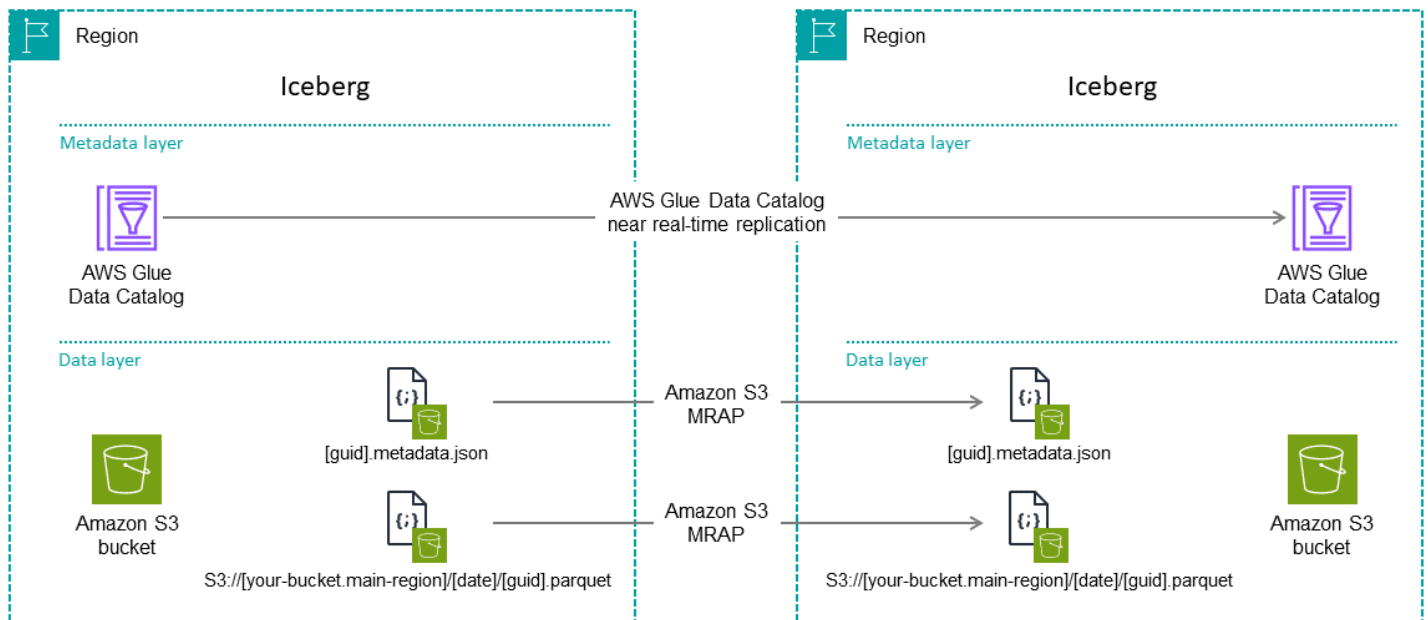 Region
Iceberg
Metadata layer
AWS Glue
Data Catalog
AWS Glue Data Catalog
near real-time replication
Region
Iceberg
Metadata layer
AWS Glue
Data Catalog
Data layer
Amazon S3
bucket
{;}
[guid].metadata.json
{;}
S3://[your-bucket.main-region]/[date]/[guid].parquet
Amazon S3
MRAP
Amazon S3
MRAP
Data layer
{;}
[guid].metadata.json
{;}
S3://[your-bucket.main-region]/[date]/[guid].parquet
Amazon S3
bucket